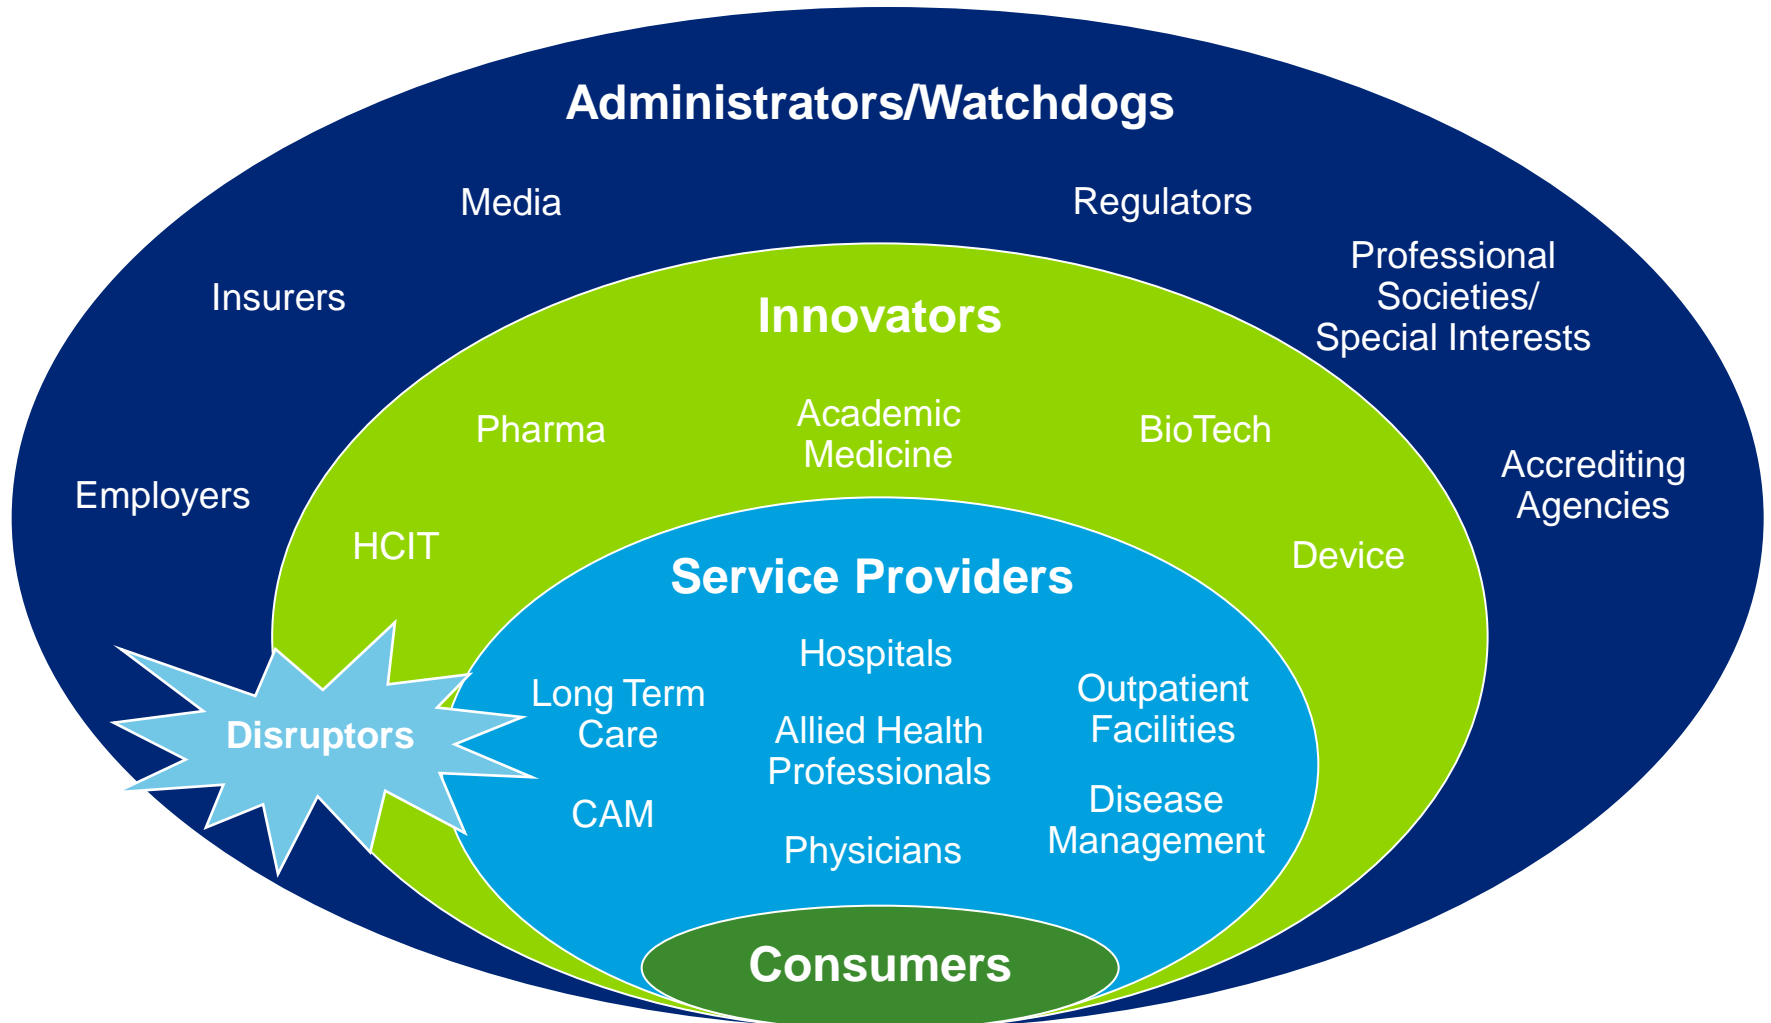 Administrators/Watchdogs
Media
Regulators
Insurers
Professional
Societies/
Special Interests
Employers
Accrediting
Agencies
Innovators
Pharma
Academic
Medicine
BioTech
HCIT
Device
Service Providers
Hospitals
Long Term
Care
Allied Health
Professionals
Outpatient
Facilities
CAM
Physicians
Disease
Management
Disruptors
Consumers